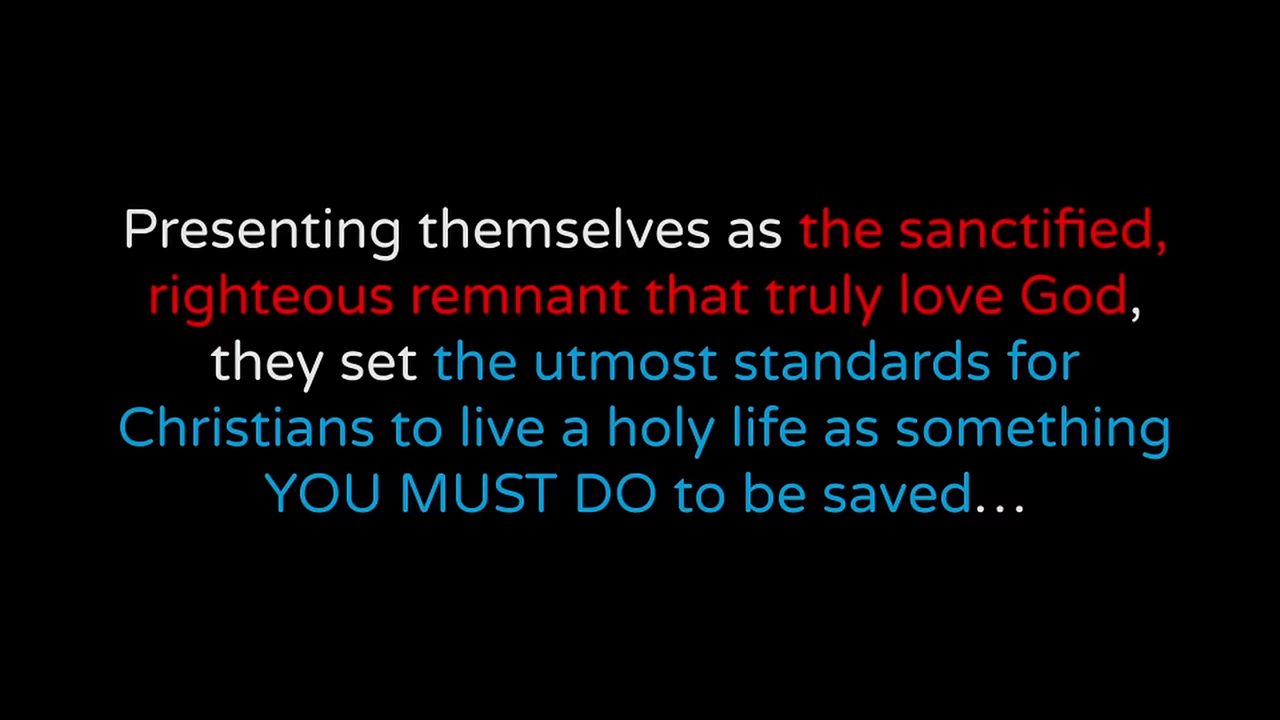 Presenting themselves as the sanctified,
righteous remnant that truly love God,
they set the utmost standards for
Christians to live a holy life as something
YOU MUST DO to be saved...